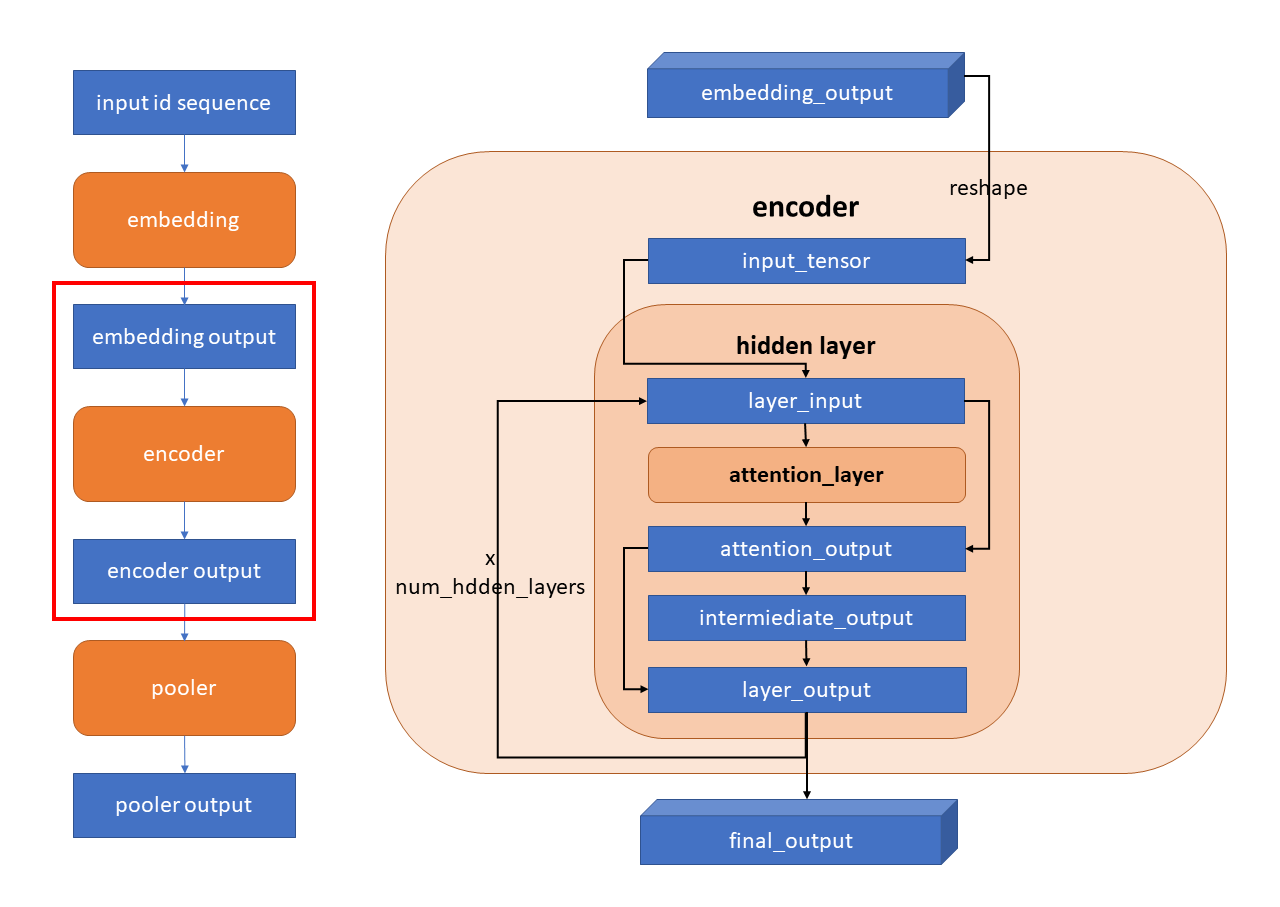 input id sequence
embedding
embedding output
encoder
encoder output
pooler
pooler output
embedding_output
reshape
encoder
input_tensor
hidden layer
layer_input
attention_layer
attention_output
x
num_hdden_layers
intermiediate_output
layer_output
final_output